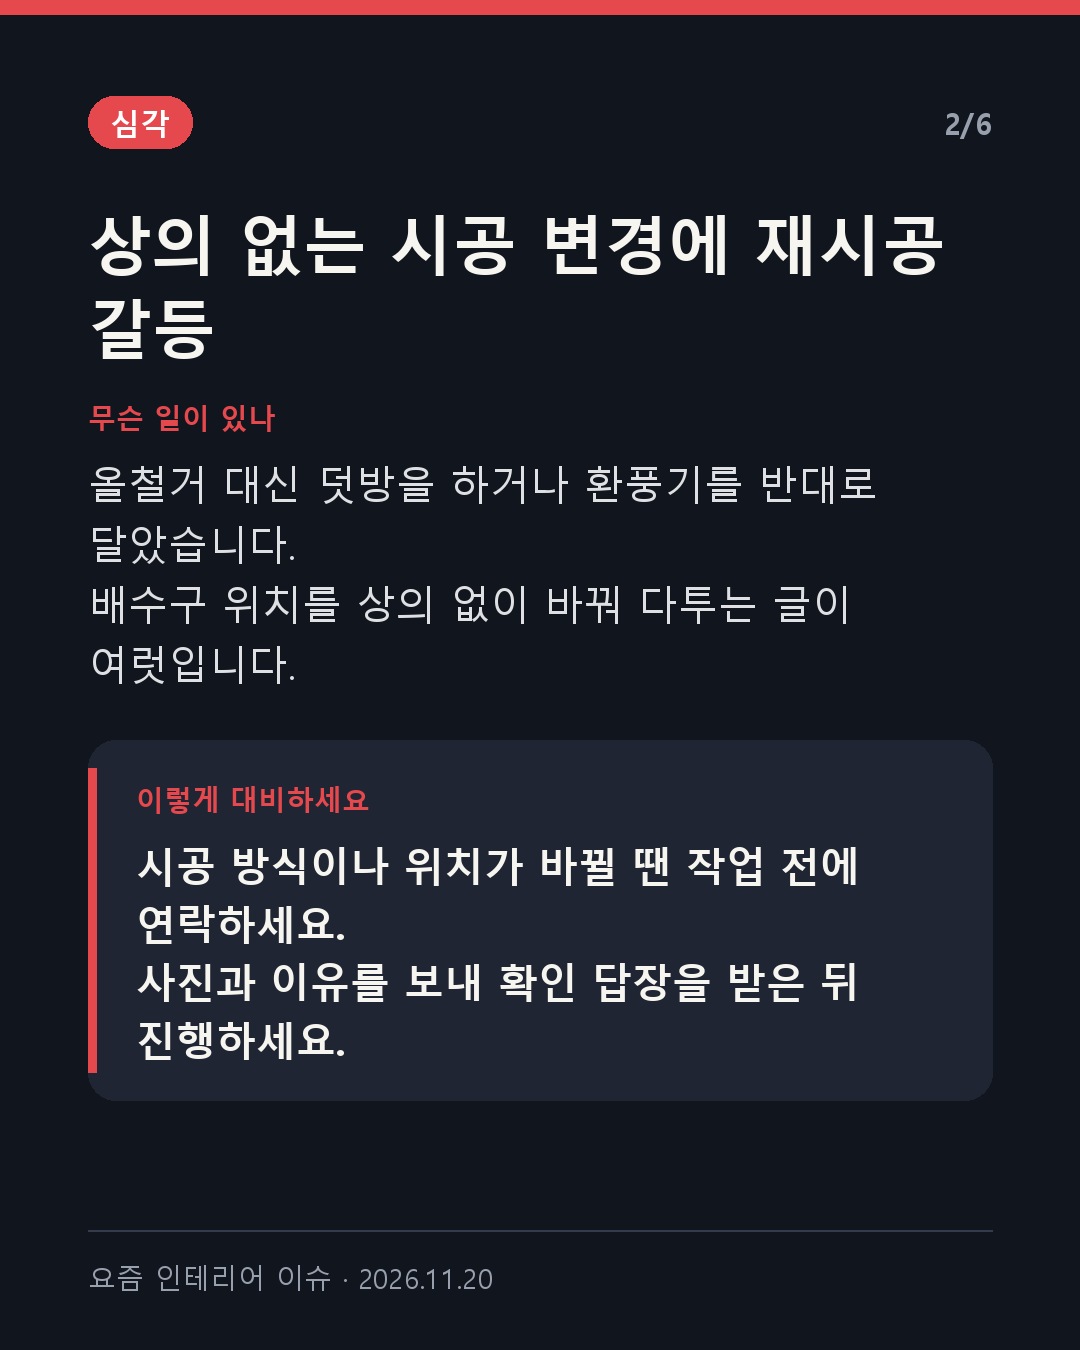 심각
2/6
상의 없는 시공 변경에 재시공
갈등
무슨 일이 있나
올철거 대신 덧방을 하거나 환풍기를 반대로
달았습니다.
배수구 위치를 상의 없이 바꿔 다투는 글이
여럿입니다.
이렇게 대비하세요
시공 방식이나 위치가 바뀔 땐 작업 전에
연락하세요.
사진과 이유를 보내 확인 답장을 받은 뒤
진행하세요.
요즘 인테리어 이슈 · 2026.11.20